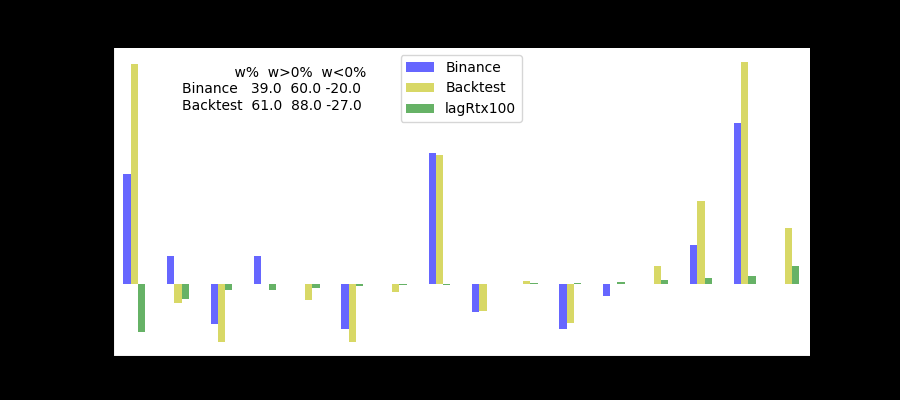 w%  w>0%  w<0%
Binance   39.0  60.0 -20.0
Backtest  61.0  88.0 -27.0
Binance
Backtest
lagRtx100